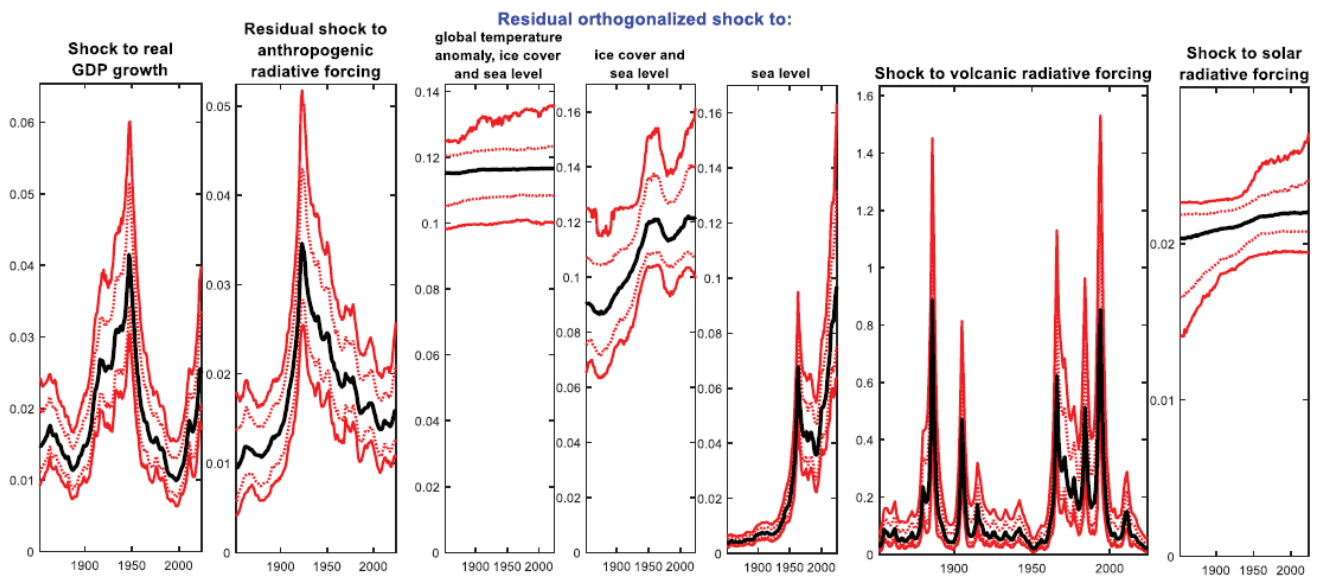 Residual orthogonalized shock to:
Shock to real
GDP growth
Residual shock to
anthropogenic
radiative forcing
global temperature
anomaly, ice cover
and sea level
ice cover and
sea level
sea level
Shock to volcanic radiative forcing
Shock to solar
radiative forcing
0.06
0.05
0.04
0.03
0.02
0.01
0
1900 1950 2000
0.05
0.04
0.03
0.02
0.01
0
1900 1950 2000
0.14
0.12
0.1
0.08
0.06
0.04
0.02
0
1900 1950 2000
0.16
0.14
0.12
0.1
0.08
0.06
0.04
0.02
0
1900 1950 2000
0.16
0.14
0.12
0.1
0.08
0.06
0.04
0.02
0
1900 1950 2000
1.6
1.4
1.2
1
0.8
0.6
0.4
0.2
0
1900 1950 2000
0.02
0.01
0
1900 1950 2000